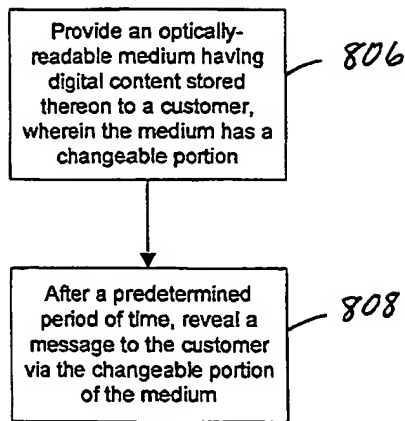 Provide an optically-
readable medium having
digital content stored
thereon to a customer,
wherein the medium has a
changeable portion
806
After a predetermined
period of time, reveal a
message to the customer
via the changeable portion
of the medium
808